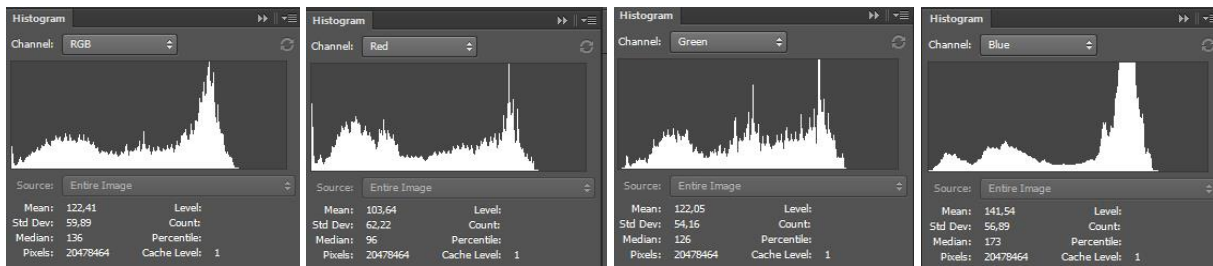 Histogram
Channel: RGB
Source: Entire Image
Mean: 122,41 Level:
Std Dev: 59,89 Count:
Median: 136 Percentile:
Pixels: 20478464 Cache Level: 1
Histogram
Channel: Red
Source: Entire Image
Mean: 103,64 Level:
Std Dev: 62,22 Count:
Median: 96 Percentile:
Pixels: 20478464 Cache Level: 1
Histogram
Channel: Green
Source: Entire Image
Mean: 122,05 Level:
Std Dev: 54,16 Count:
Median: 126 Percentile:
Pixels: 20478464 Cache Level: 1
Histogram
Channel: Blue
Source: Entire Image
Mean: 141,54 Level:
Std Dev: 56,89 Count:
Median: 173 Percentile:
Pixels: 20478464 Cache Level: 1